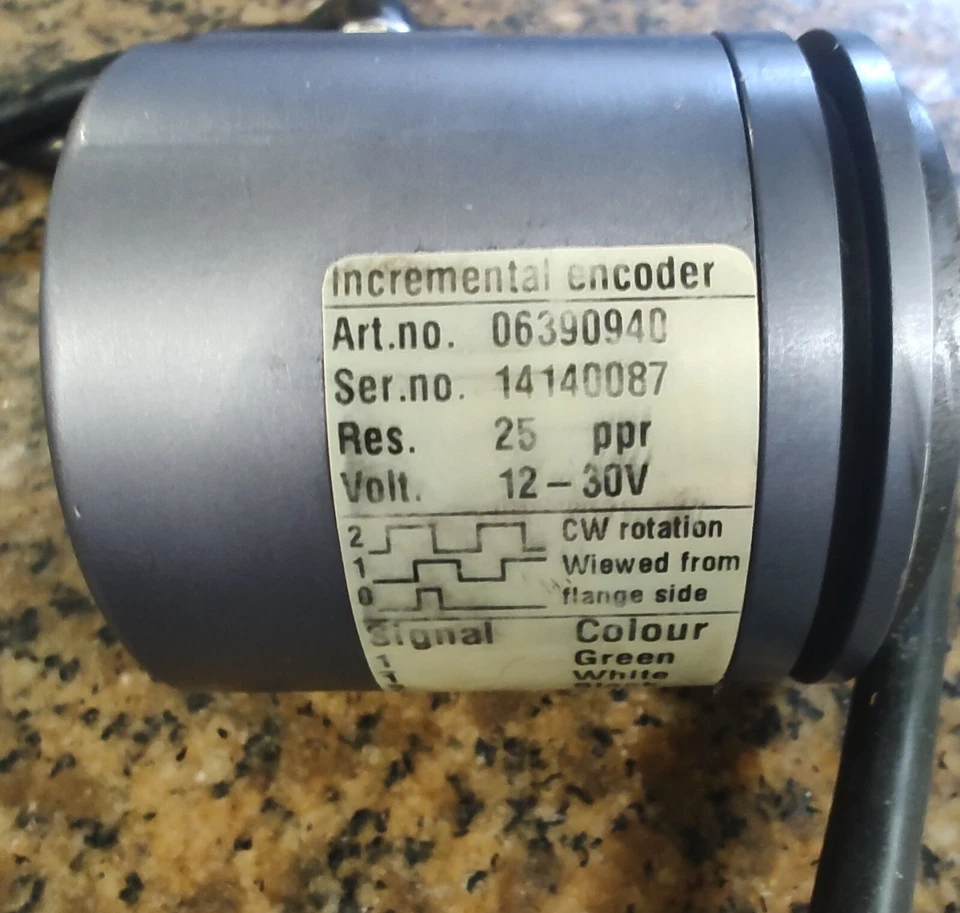 Incremental encoder
Art.no. 06390940
Ser.no. 14140087
Res. 25 ppr
Volt. 12 – 30V
2 CW rotation
1 Wiewed from
0 flange side
Signal Colour
1 Green
White